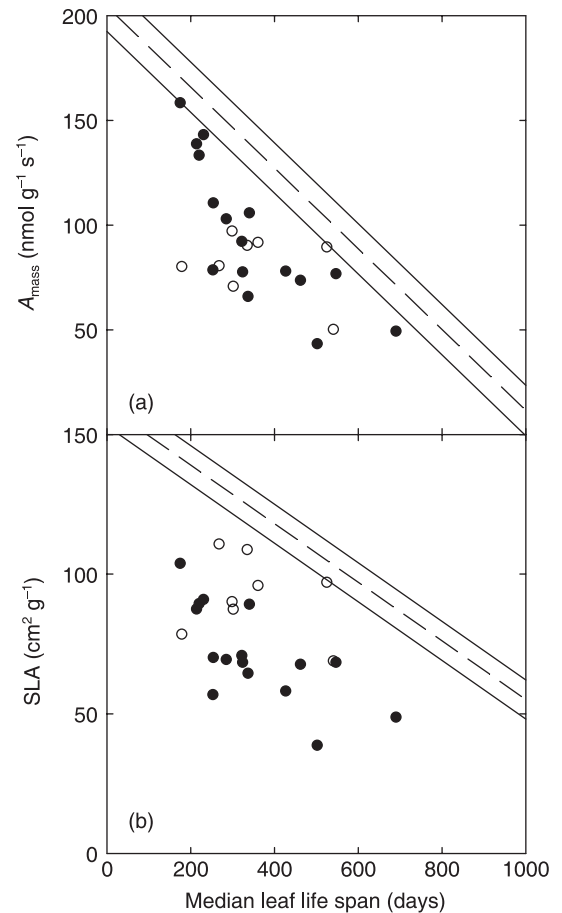 200
150
100
50
A_mass (nmol g⁻¹ s⁻¹)
(a)
150
100
50
0
SLA (cm² g⁻¹)
(b)
0 200 400 600 800 1000
Median leaf life span (days)